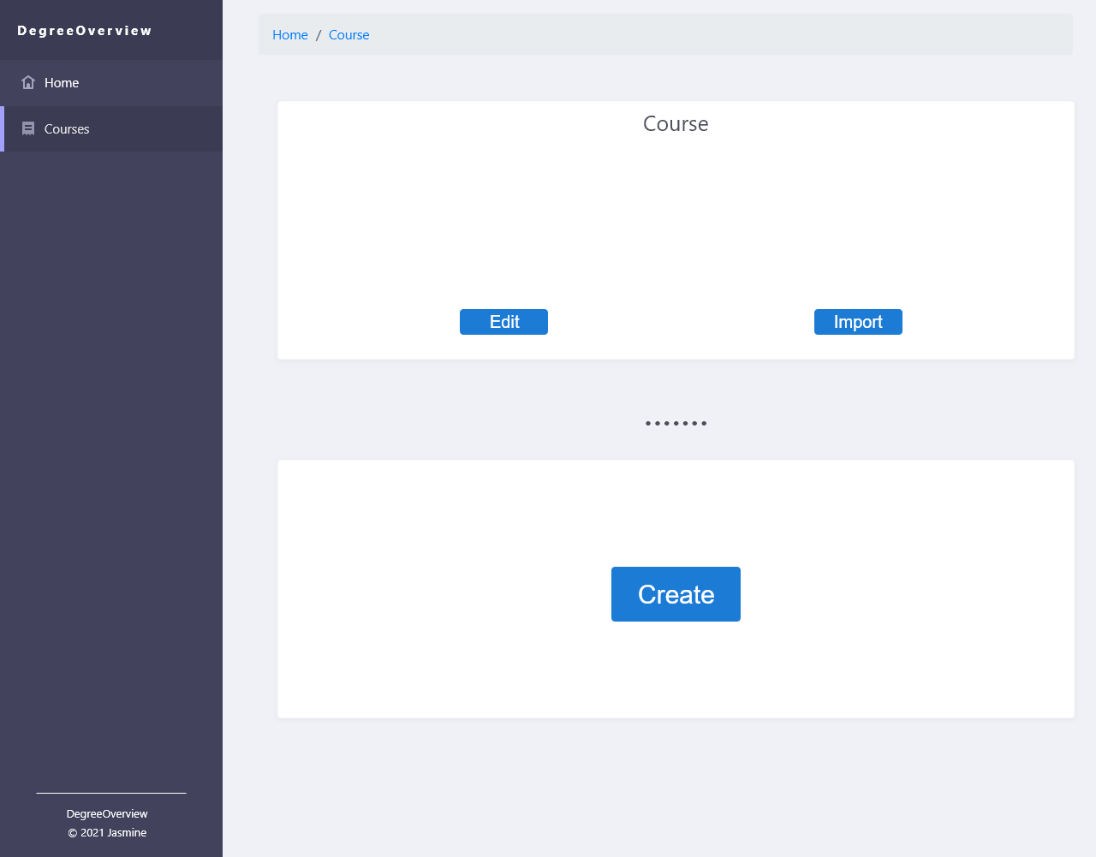 DegreeOverview
Home
Courses
Home / Course
Course
Edit
Import
.......
Create
DegreeOverview
© 2021 Jasmine